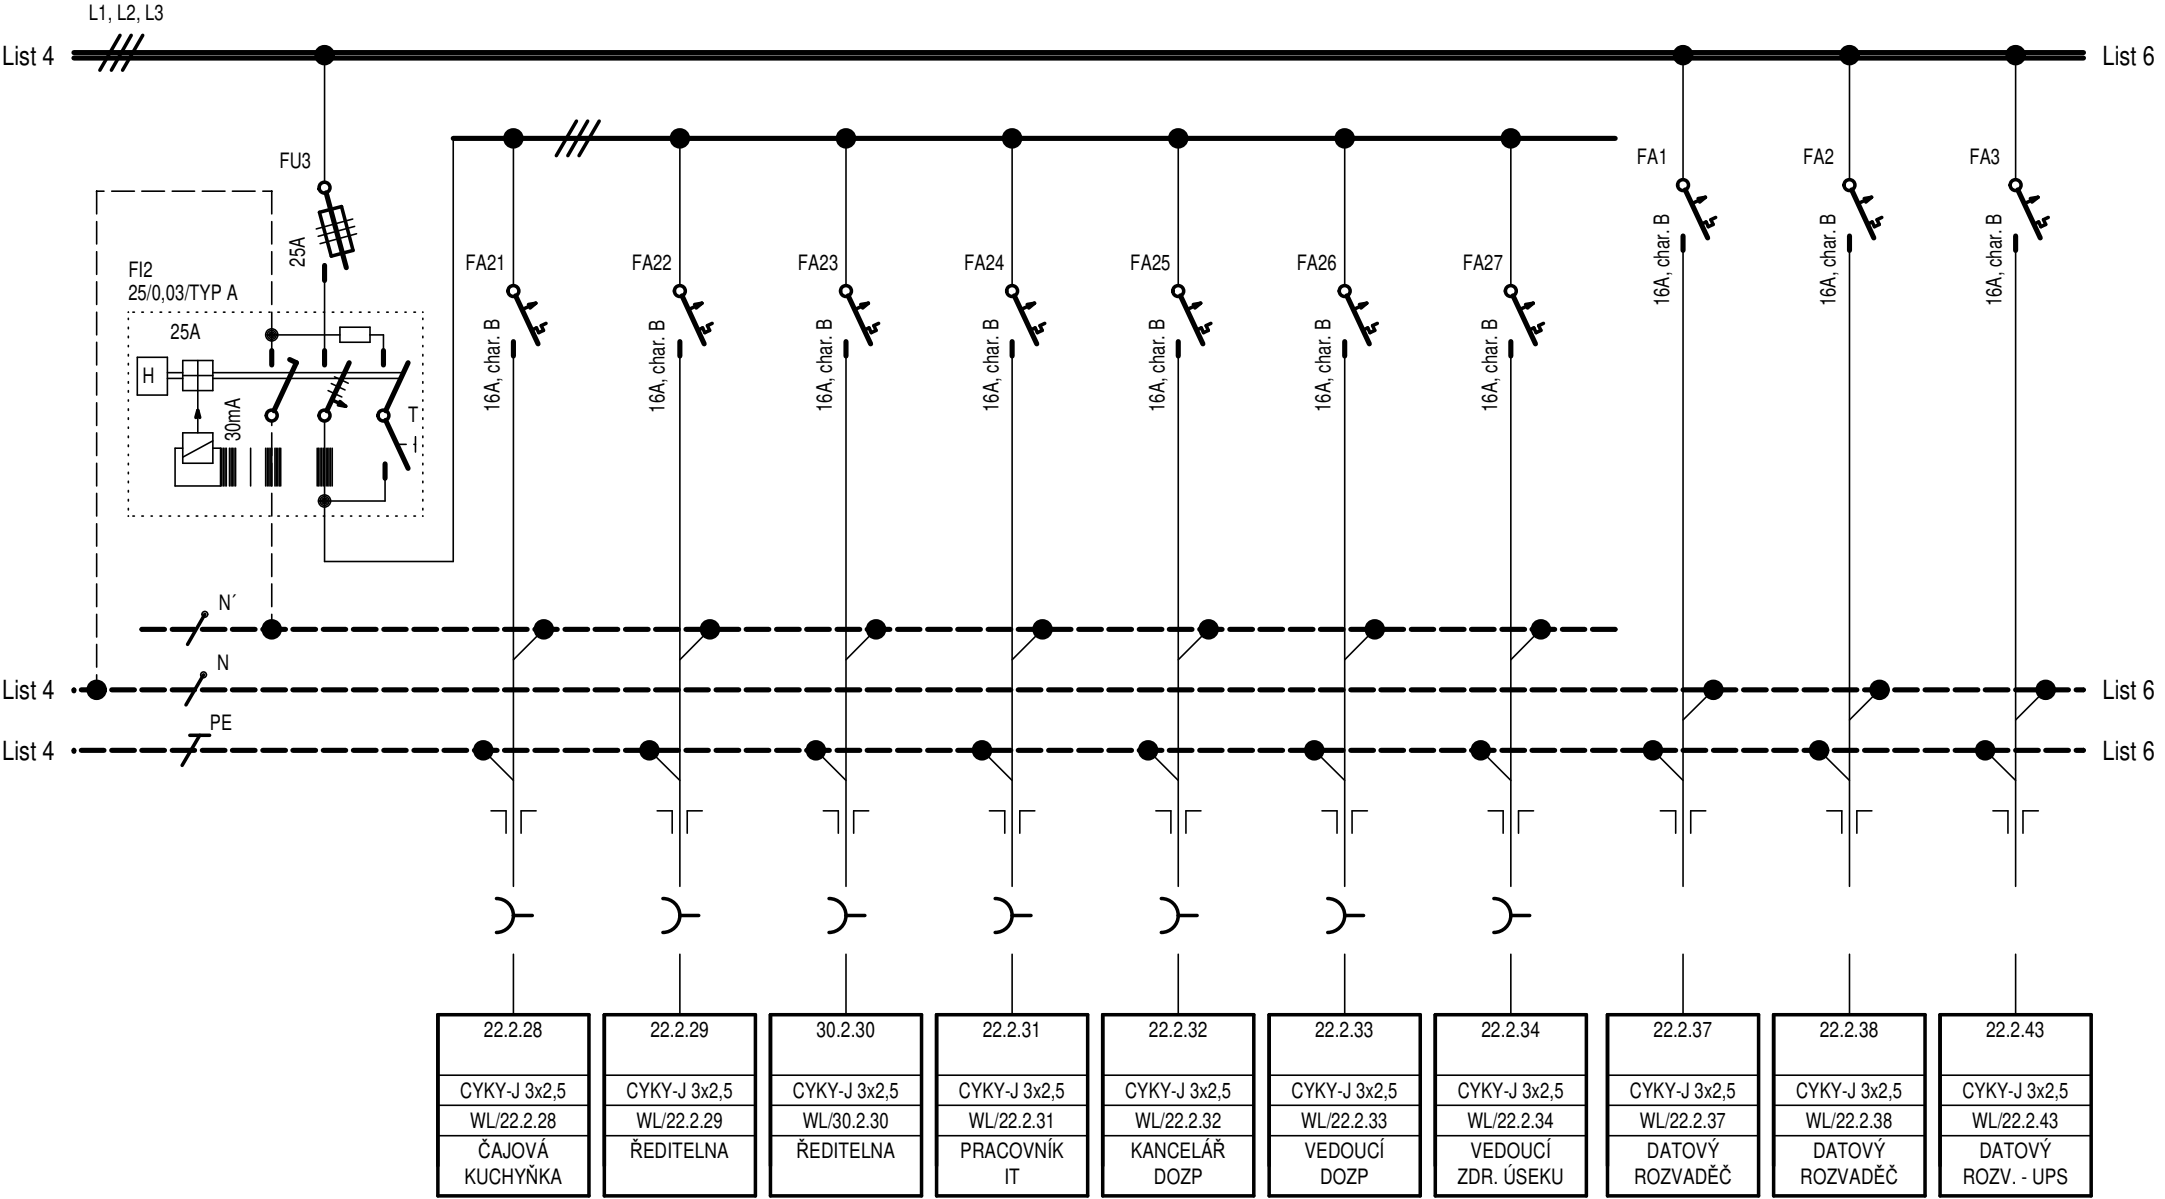 L1, L2, L3
List 4
List 6
FU3
25A
FI2
25/0,03/TYP A
25A
H
30mA
T
FA21
16A, char. B
FA22
16A, char. B
FA23
16A, char. B
FA24
16A, char. B
FA25
16A, char. B
FA26
16A, char. B
FA27
16A, char. B
FA1
16A, char. B
FA2
16A, char. B
FA3
16A, char. B
N´
List 4
N
List 6
List 4
PE
List 6
22.2.28
CYKY-J 3x2,5
WL/22.2.28
ČAJOVÁ
KUCHYŇKA
22.2.29
CYKY-J 3x2,5
WL/22.2.29
ŘEDITELNA
30.2.30
CYKY-J 3x2,5
WL/30.2.30
ŘEDITELNA
22.2.31
CYKY-J 3x2,5
WL/22.2.31
PRACOVNÍK
IT
22.2.32
CYKY-J 3x2,5
WL/22.2.32
KANCELÁŘ
DOZP
22.2.33
CYKY-J 3x2,5
WL/22.2.33
VEDOUCÍ
DOZP
22.2.34
CYKY-J 3x2,5
WL/22.2.34
VEDOUCÍ
ZDR. ÚSEKU
22.2.37
CYKY-J 3x2,5
WL/22.2.37
DATOVÝ
ROZVADĚČ
22.2.38
CYKY-J 3x2,5
WL/22.2.38
DATOVÝ
ROZVADĚČ
22.2.43
CYKY-J 3x2,5
WL/22.2.43
DATOVÝ
ROZV. - UPS